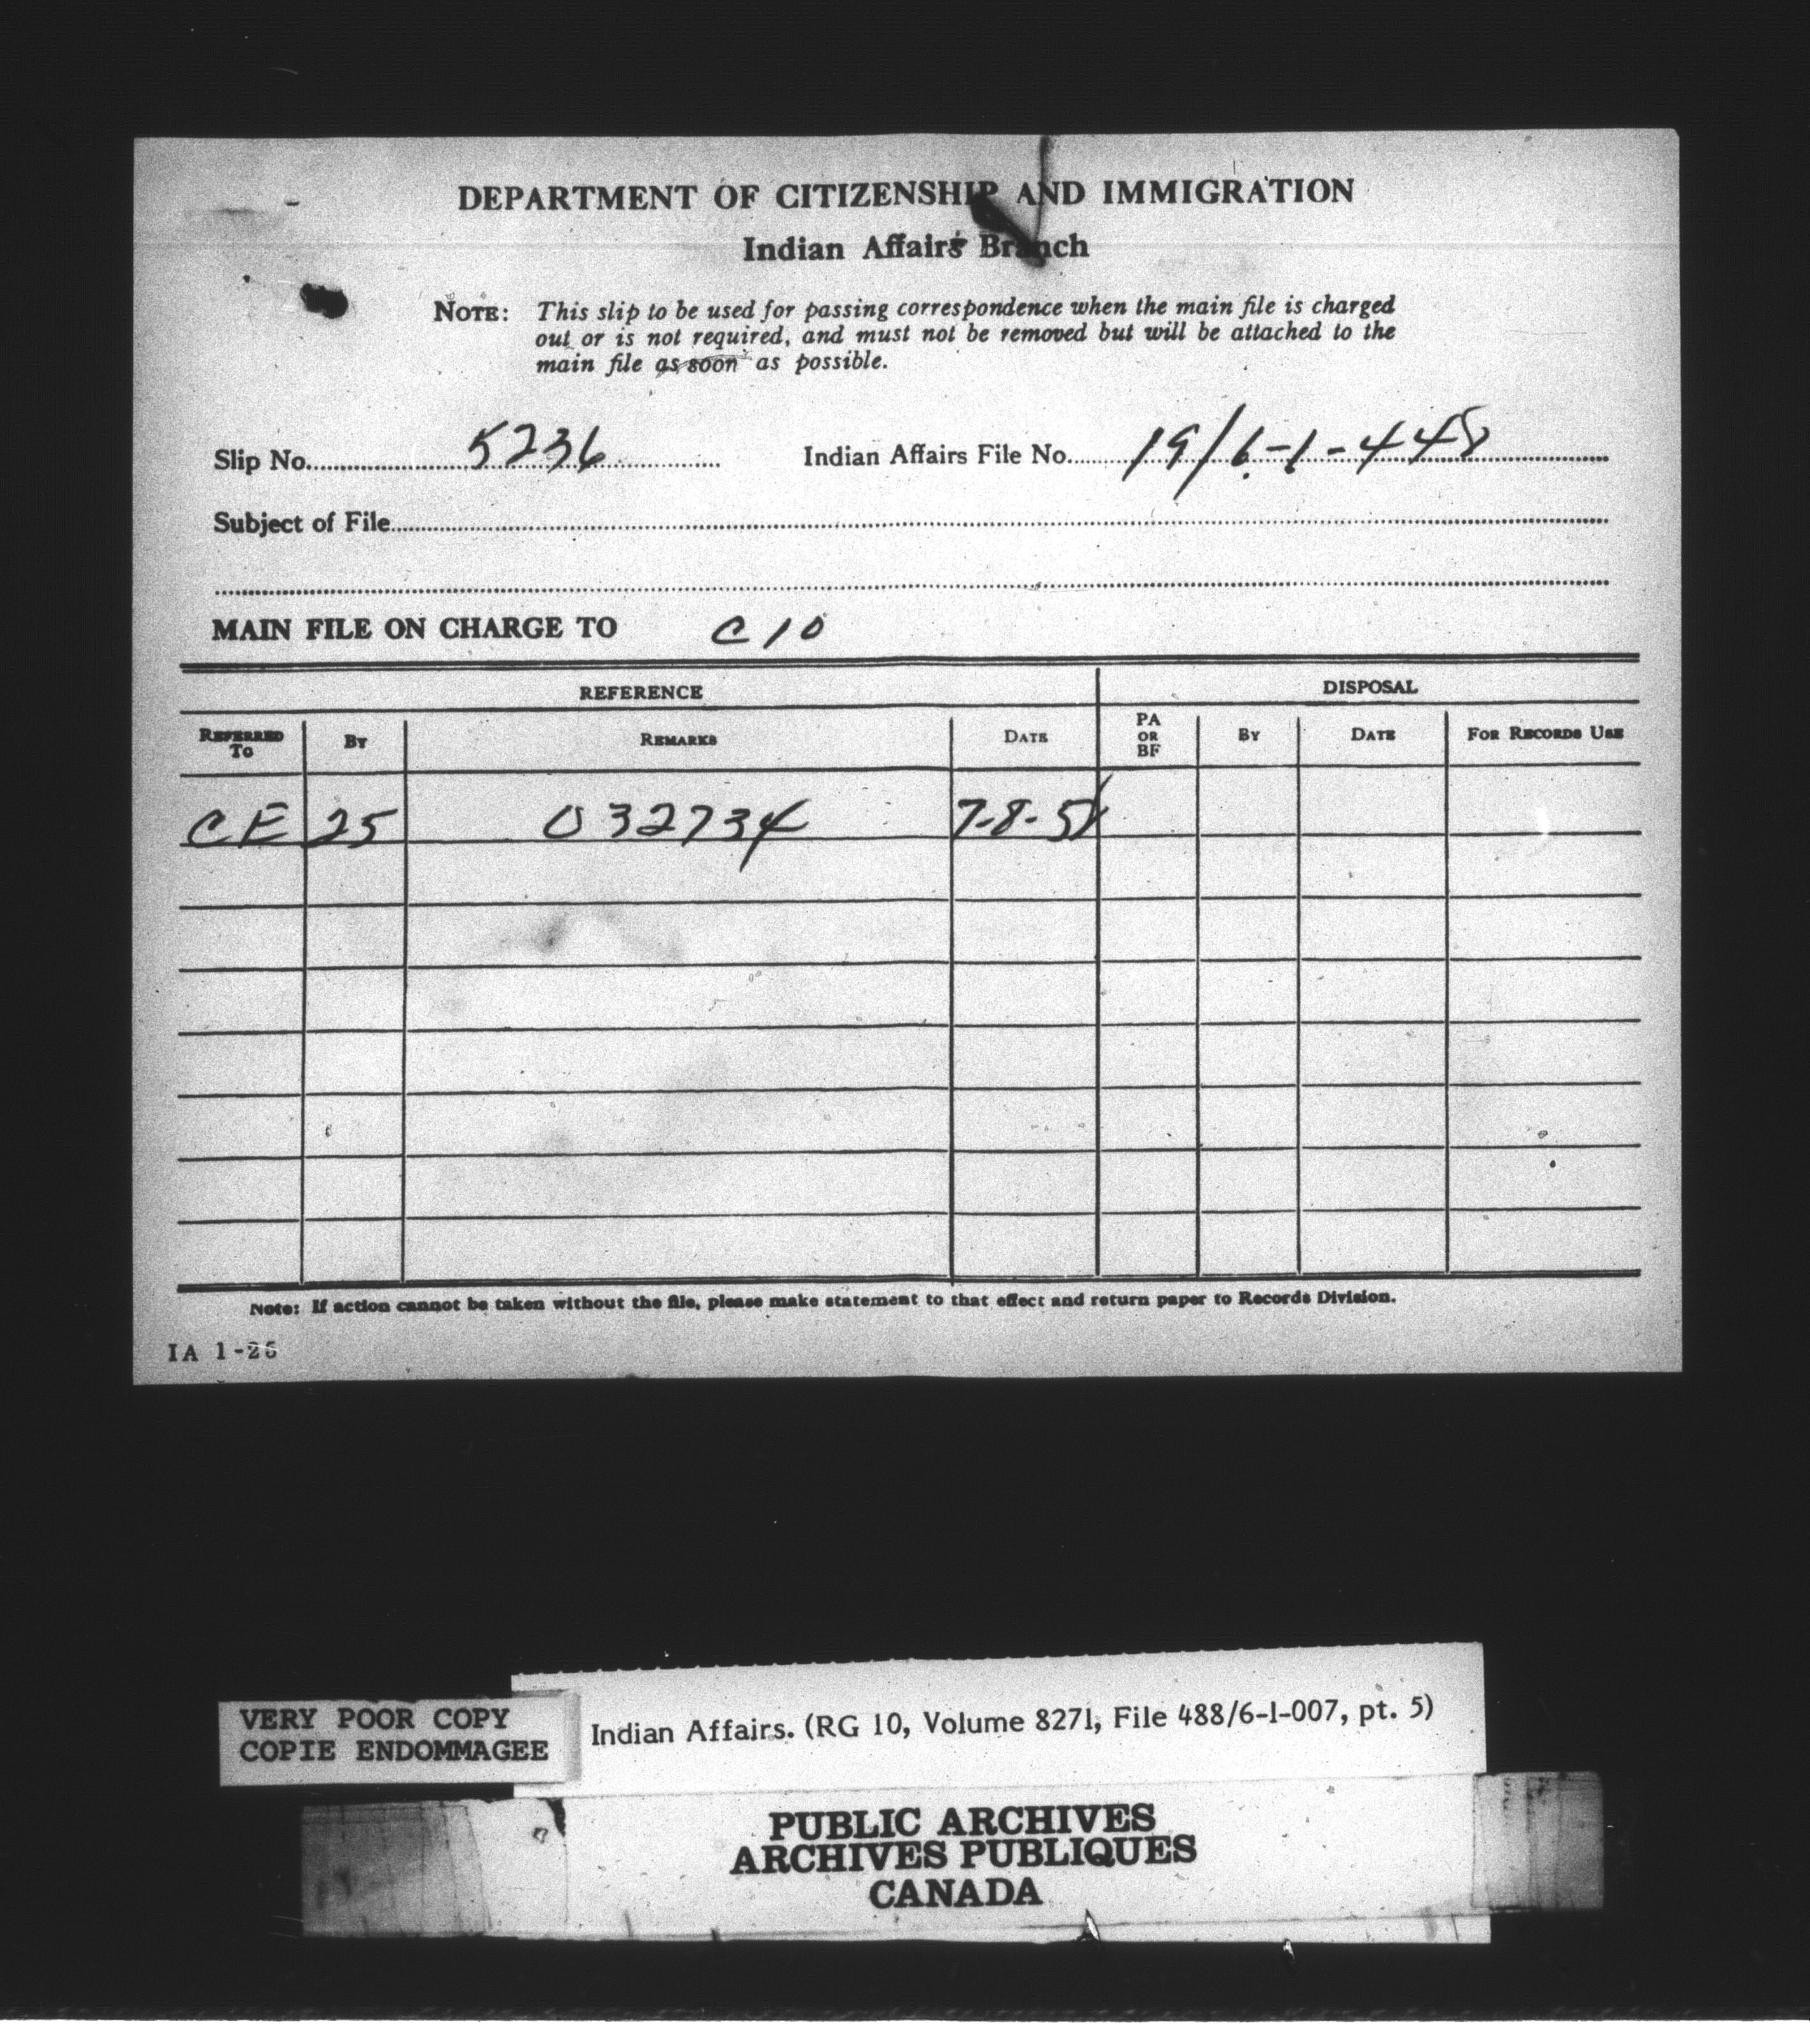 DEPARTMENT OF CITIZENSHIP AND IMMIGRATION
Indian Affairs Branch
NOTE: This slip to be used for passing correspondence when the main file is charged
out or is not required, and must not be removed but will be attached to the
main file as soon as possible.
Slip No. 5236 Indian Affairs File No. 19/6-1-448
Subject of File
MAIN FILE ON CHARGE TO C10
REFERENCE DISPOSAL
REFERRED TO BY REMARKS DATE PA OR BF BY DATE FOR RECORDS USE
CE 25 032734 7-8-51
Note: If action cannot be taken without the file, please make statement to that effect and return paper to Records Division.
IA 1-25
VERY POOR COPY
COPIE ENDOMMAGEE
Indian Affairs. (RG 10, Volume 8271, File 488/6-1-007, pt. 5)
PUBLIC ARCHIVES
ARCHIVES PUBLIQUES
CANADA